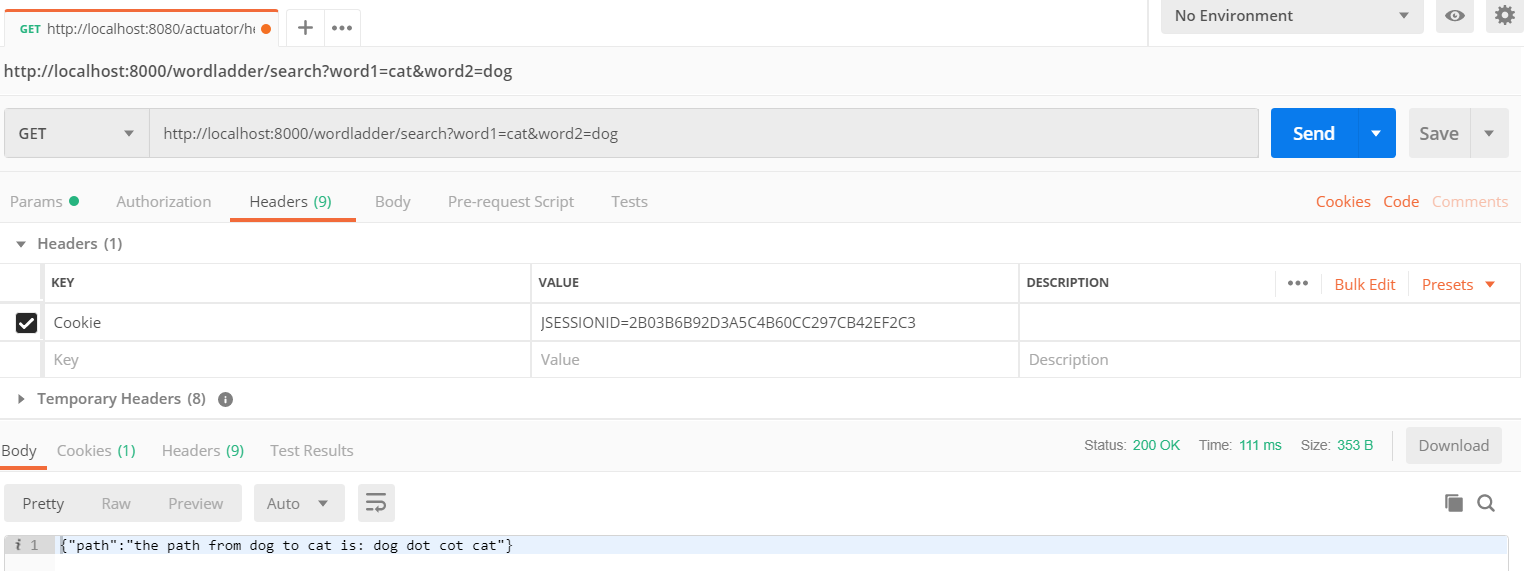 GET http://localhost:8080/actuator/he No Environment
http://localhost:8000/wordladder/search?word1=cat&word2=dog
GET http://localhost:8000/wordladder/search?word1=cat&word2=dog Send Save
Params Authorization Headers (9) Body Pre-request Script Tests Cookies Code Comments
Headers (1)
KEY VALUE DESCRIPTION ••• Bulk Edit Presets
Cookie JSESSIONID=2B03B6B92D3A5C4B60CC297CB42EF2C3
Key Value Description
Temporary Headers (8)
Body Cookies (1) Headers (9) Test Results Status: 200 OK Time: 111 ms Size: 353 B Download
Pretty Raw Preview Auto
i 1 {"path":"the path from dog to cat is: dog dot cot cat"}